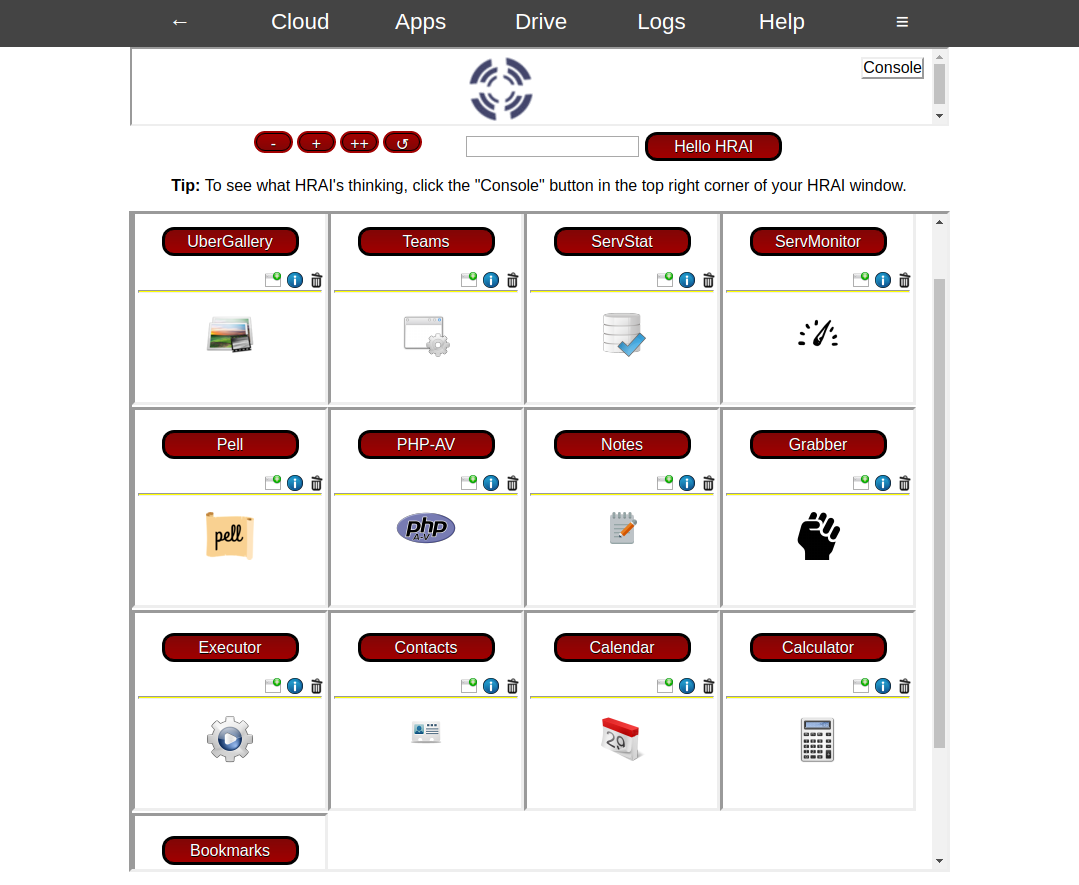 ← Cloud Apps Drive Logs Help ≡
Console
- + ++ ↺ Hello HRAI
Tip: To see what HRAI's thinking, click the "Console" button in the top right corner of your HRAI window.
UberGallery Teams ServStat ServMonitor
Pell PHP-AV Notes Grabber
pell php A-V
Executor Contacts Calendar Calculator
29
Bookmarks